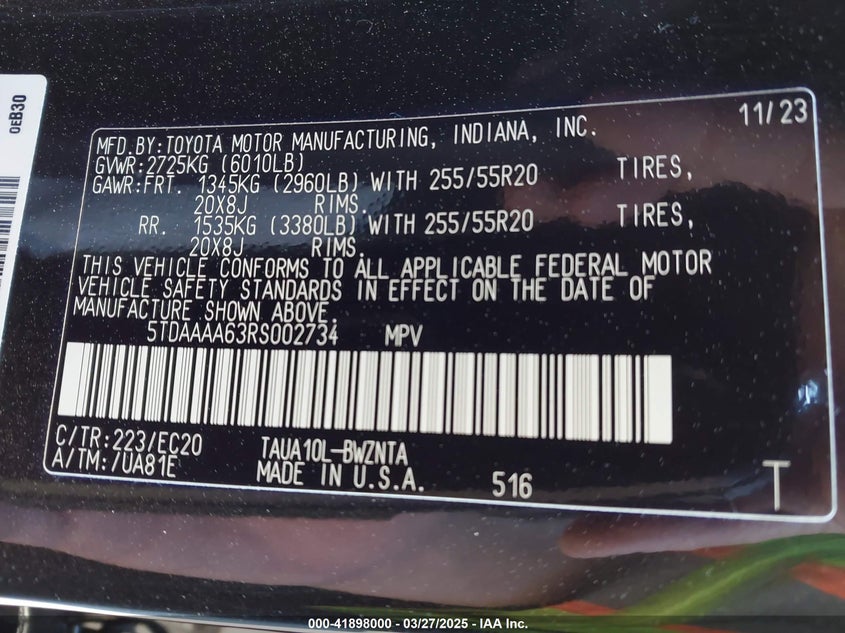 0EB30
11/23
MFD.BY:TOYOTA MOTOR MANUFACTURING, INDIANA, INC.
GVWR:2725KG (6010LB)
GAWR:FRT. 1345KG (2960LB) WITH 255/55R20 TIRES,
20X8J RIMS.
RR. 1535KG (3380LB) WITH 255/55R20 TIRES,
20X8J RIMS.
THIS VEHICLE CONFORMS TO ALL APPLICABLE FEDERAL MOTOR
VEHICLE SAFETY STANDARDS IN EFFECT ON THE DATE OF
MANUFACTURE SHOWN ABOVE.
5TDAAAA63RS002734 MPV
C/TR:223/EC20 TAUA10L-BWZNTA
A/TM:/UA81E MADE IN U.S.A. 516 T
000-41898000 — 03/27/2025 — IAA Inc.